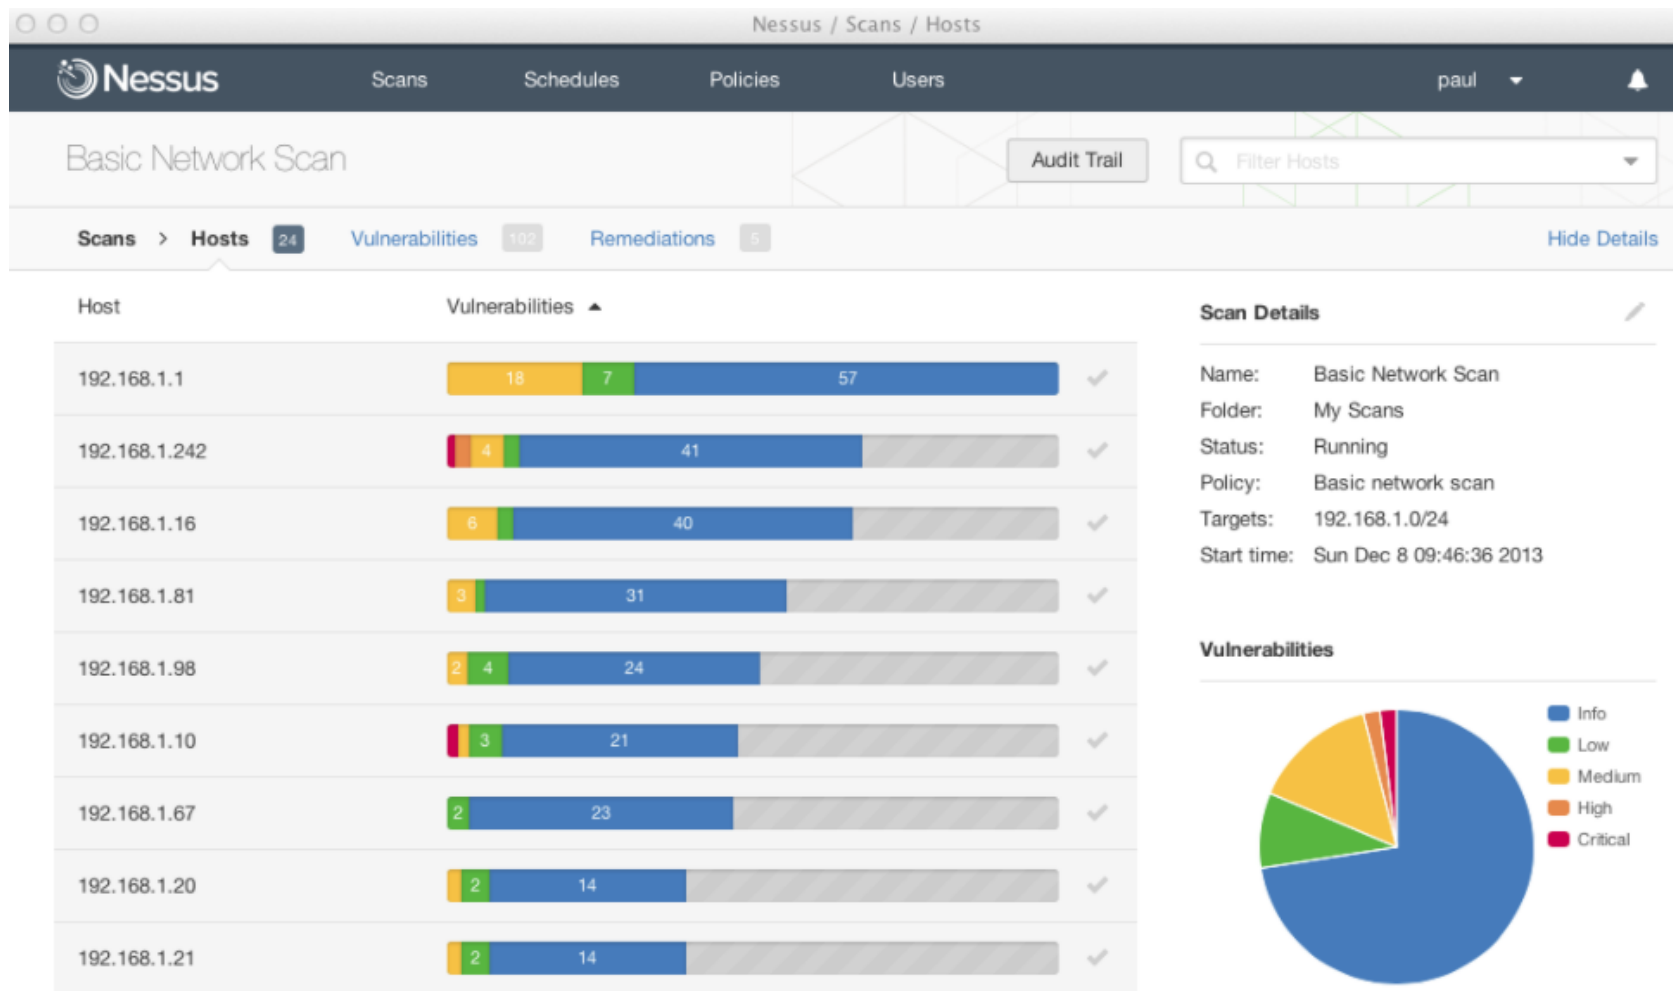 Nessus / Scans / Hosts
Nessus Scans Schedules Policies Users paul
Basic Network Scan Audit Trail Filter Hosts
Scans > Hosts 24 Vulnerabilities 102 Remediations 5 Hide Details
Host Vulnerabilities
192.168.1.1 18 7 57
192.168.1.242 4 41
192.168.1.16 6 40
192.168.1.81 3 31
192.168.1.98 2 4 24
192.168.1.10 3 21
192.168.1.67 2 23
192.168.1.20 2 14
192.168.1.21 2 14
Scan Details
Name: Basic Network Scan
Folder: My Scans
Status: Running
Policy: Basic network scan
Targets: 192.168.1.0/24
Start time: Sun Dec 8 09:46:36 2013
Vulnerabilities
Info
Low
Medium
High
Critical